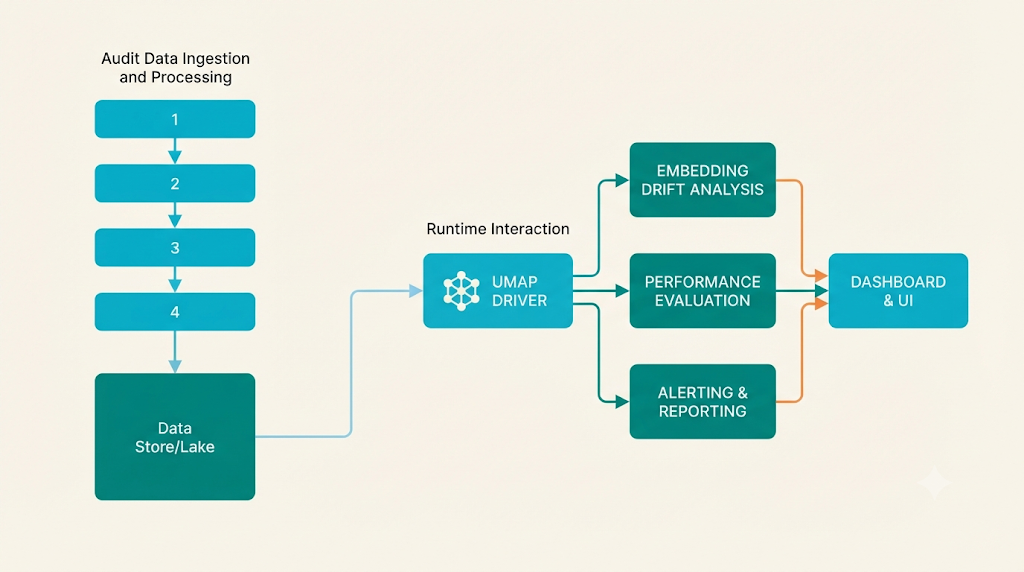 Audit Data Ingestion
and Processing
1
2
3
4
Data
Store/Lake
Runtime Interaction
UMAP
DRIVER
EMBEDDING
DRIFT ANALYSIS
PERFORMANCE
EVALUATION
ALERTING &
REPORTING
DASHBOARD
& UI